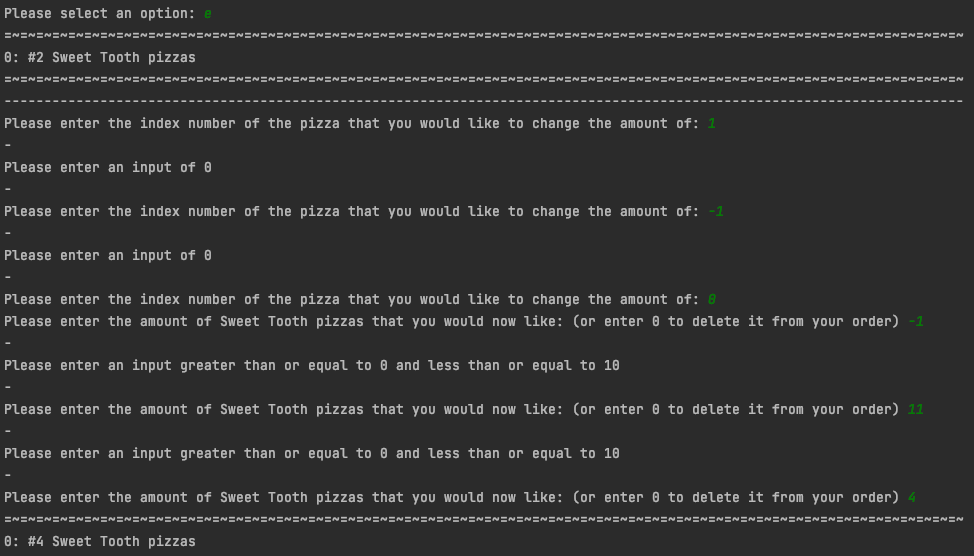 Please select an option: e
=~=~=~=~=~=~=~=~=~=~=~=~=~=~=~=~=~=~=~=~=~=~=~=~=~=~=~=~=~=~=~=~=~=~=~=~=~=~=~=~=~=~=~=~=~=~=~=~=~=~=~=~=~=~=~=~=~=~=~=~
0: #2 Sweet Tooth pizzas
=~=~=~=~=~=~=~=~=~=~=~=~=~=~=~=~=~=~=~=~=~=~=~=~=~=~=~=~=~=~=~=~=~=~=~=~=~=~=~=~=~=~=~=~=~=~=~=~=~=~=~=~=~=~=~=~=~=~=~=~
------------------------------------------------------------------------------------------------------------------------
Please enter the index number of the pizza that you would like to change the amount of: 1
-
Please enter an input of 0
-
Please enter the index number of the pizza that you would like to change the amount of: -1
-
Please enter an input of 0
-
Please enter the index number of the pizza that you would like to change the amount of: 0
Please enter the amount of Sweet Tooth pizzas that you would now like: (or enter 0 to delete it from your order) -1
-
Please enter an input greater than or equal to 0 and less than or equal to 10
-
Please enter the amount of Sweet Tooth pizzas that you would now like: (or enter 0 to delete it from your order) 11
-
Please enter an input greater than or equal to 0 and less than or equal to 10
-
Please enter the amount of Sweet Tooth pizzas that you would now like: (or enter 0 to delete it from your order) 4
=~=~=~=~=~=~=~=~=~=~=~=~=~=~=~=~=~=~=~=~=~=~=~=~=~=~=~=~=~=~=~=~=~=~=~=~=~=~=~=~=~=~=~=~=~=~=~=~=~=~=~=~=~=~=~=~=~=~=~=~
0: #4 Sweet Tooth pizzas